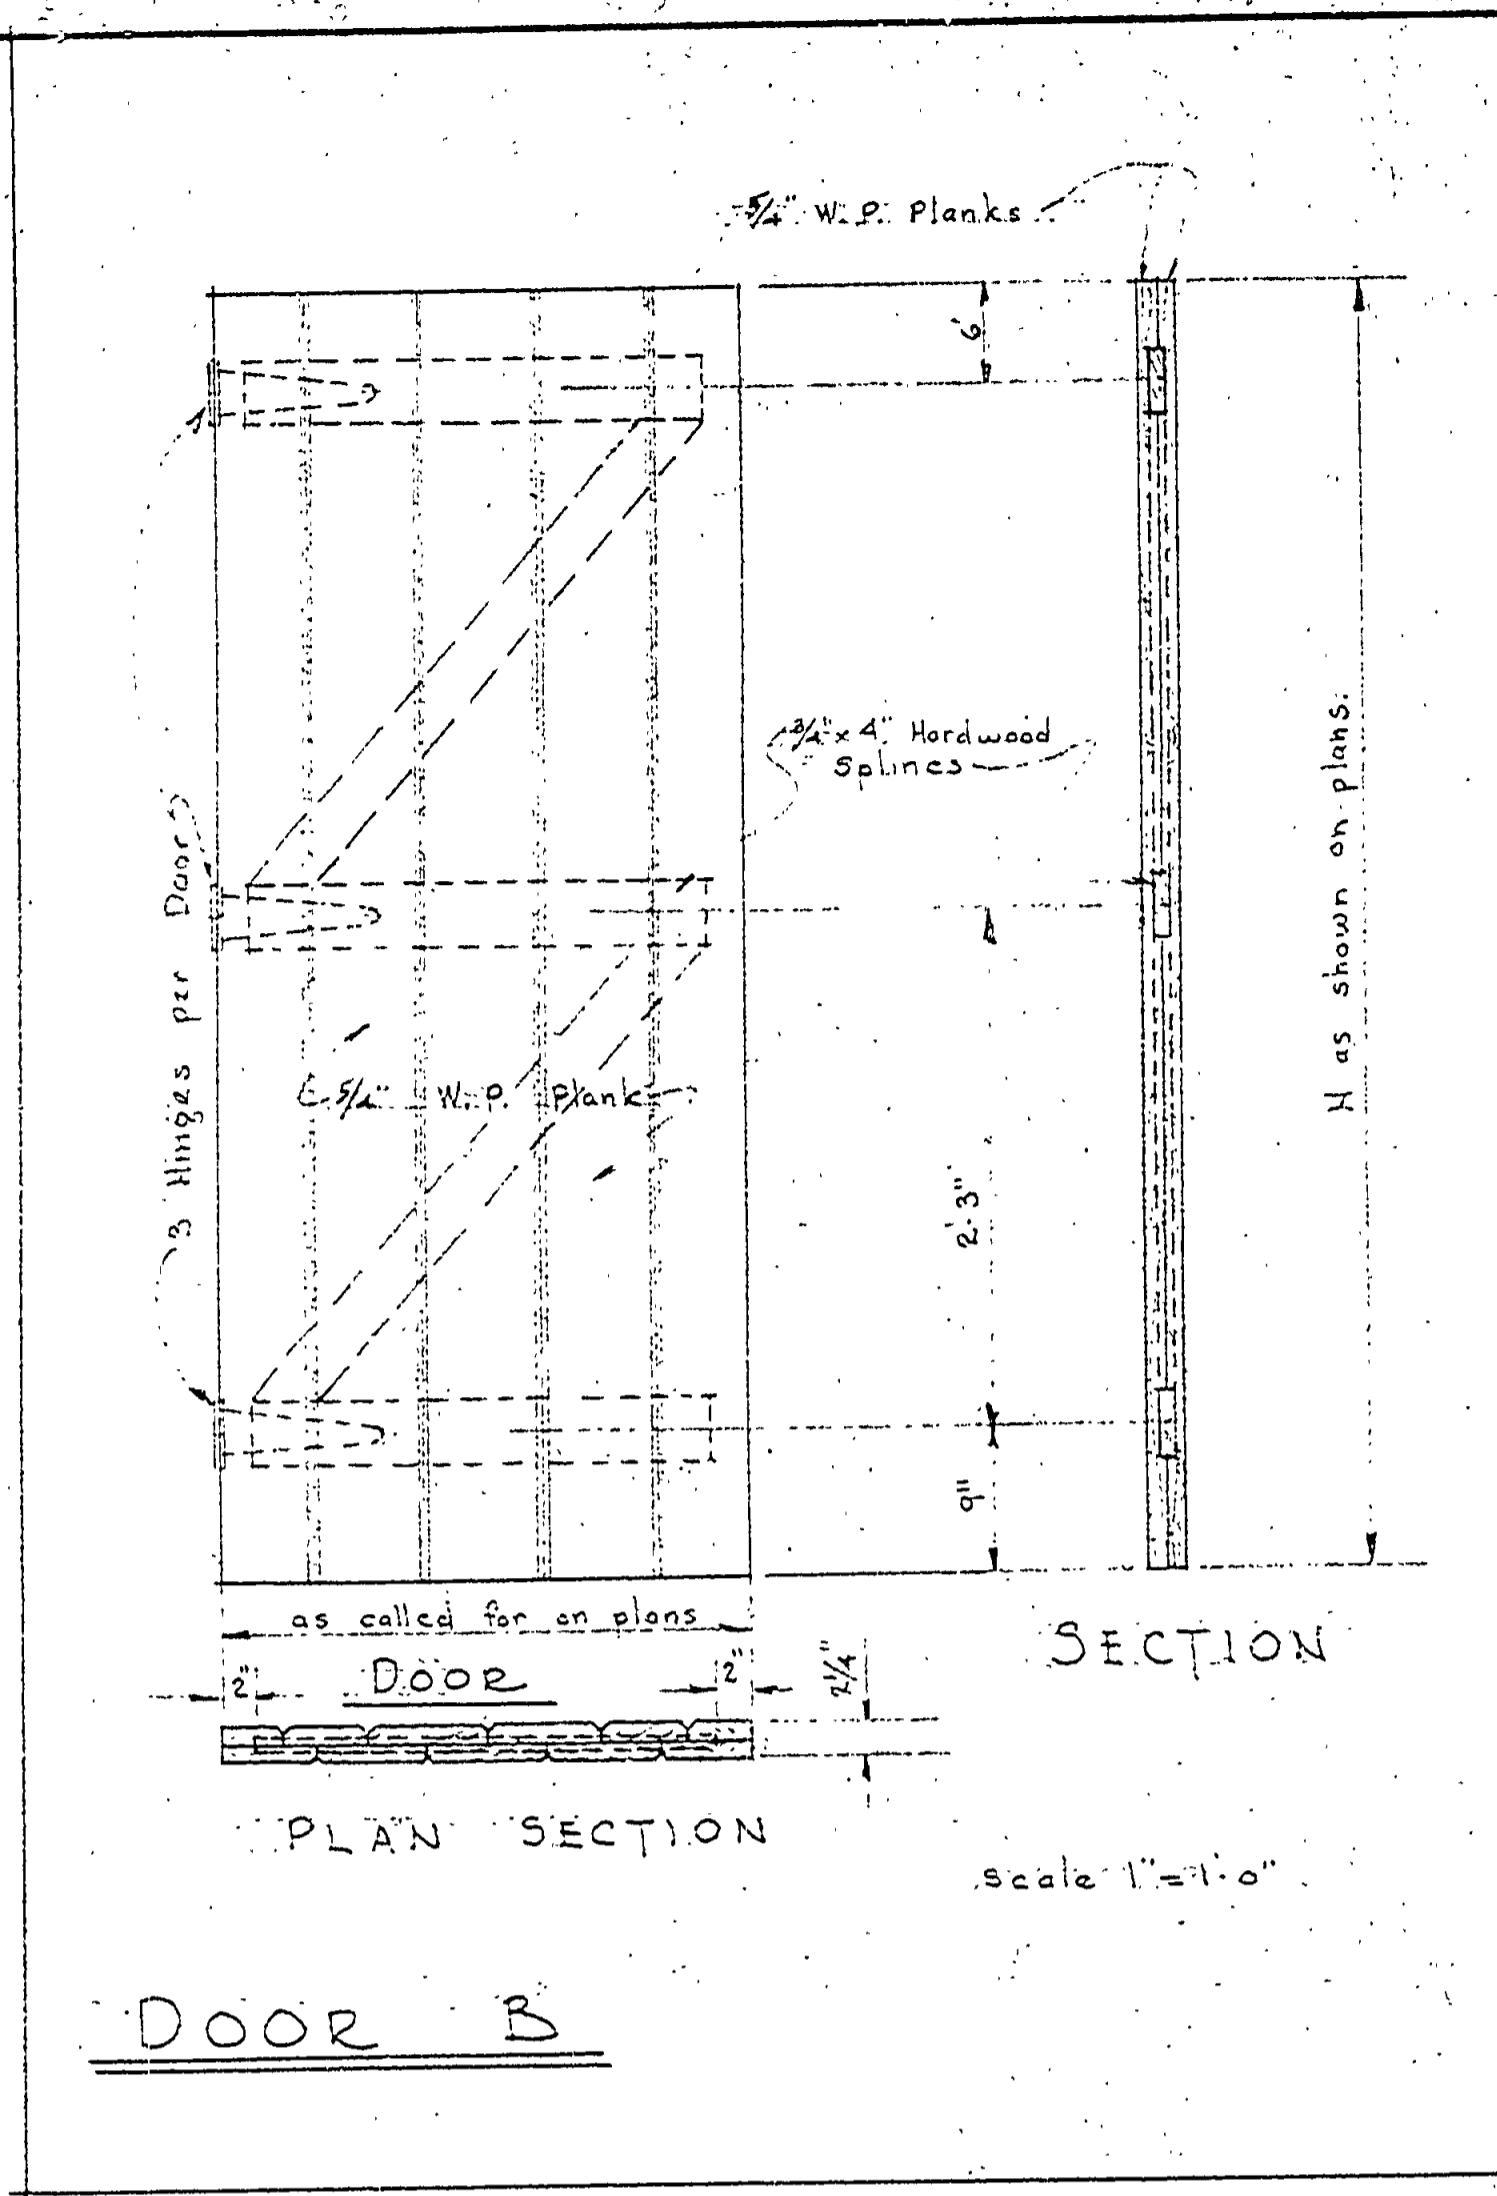 5/4" W.P. Planks
6'
3/4" x 4" Hardwood
Splines
H as shown on plans.
3 Hinges per Door
5/4" W.P. Plank
2'-3"
9"
as called for on plans
2"
DOOR
2"
2 1/4"
SECTION
PLAN SECTION
scale 1" = 1'-0"
DOOR B